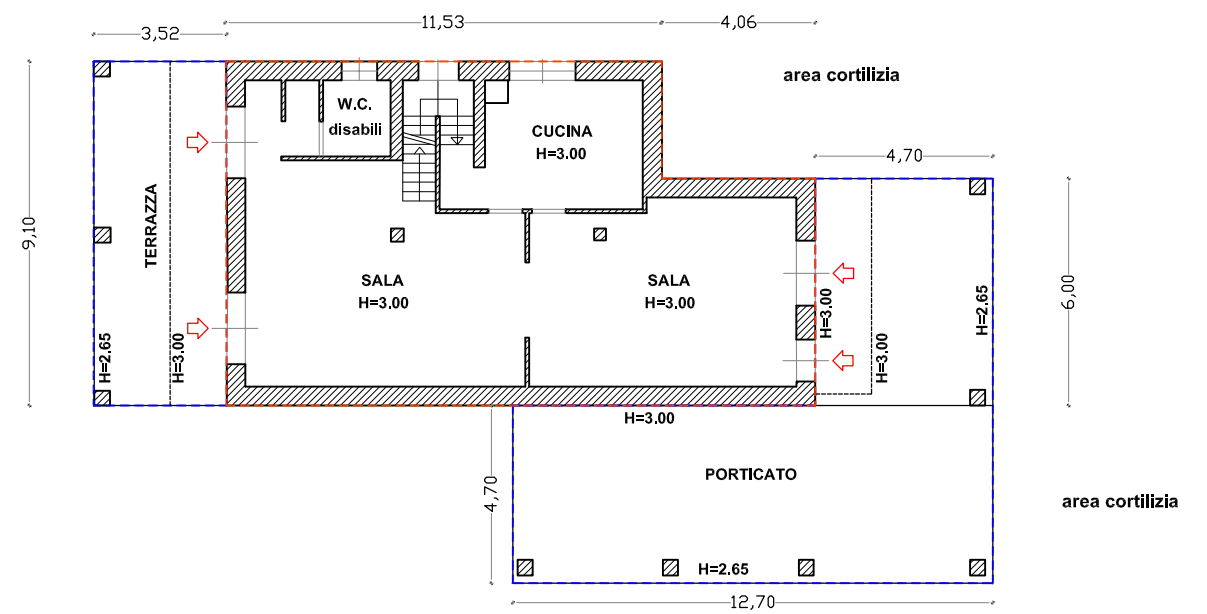 11,53
4,06
3,52
area cortilizia
W.C.
disabili
CUCINA
H=3.00
4,70
9,10
TERRAZZA
SALA
H=3.00
SALA
H=3.00
H=2.65
H=3.00
H=3.00
H=3.00
H=2.65
6,00
H=3.00
PORTICATO
4,70
area cortilizia
H=2.65
12,70